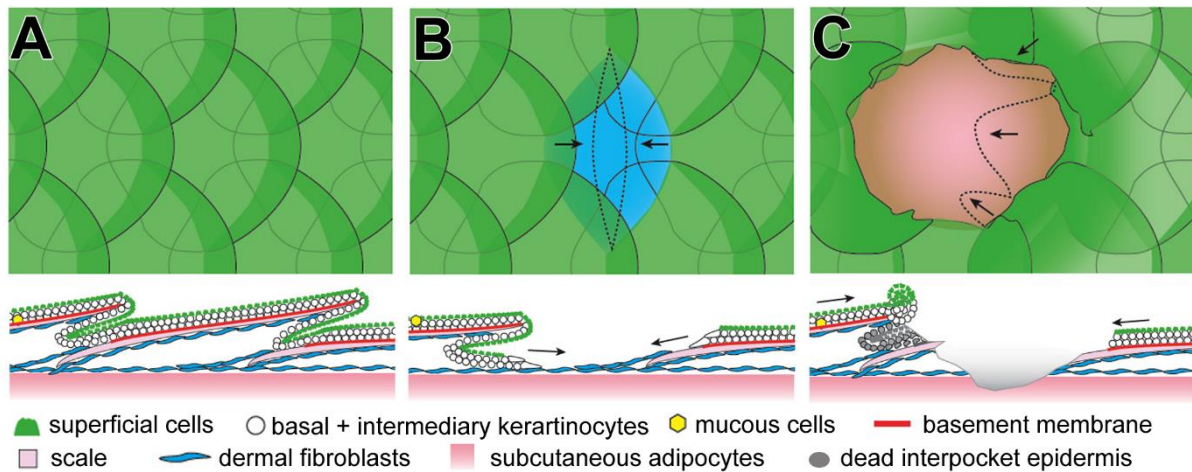 A
B
C
superficial cells basal + intermediary kerartinocytes mucous cells basement membrane
scale dermal fibroblasts subcutaneous adipocytes dead interpocket epidermis